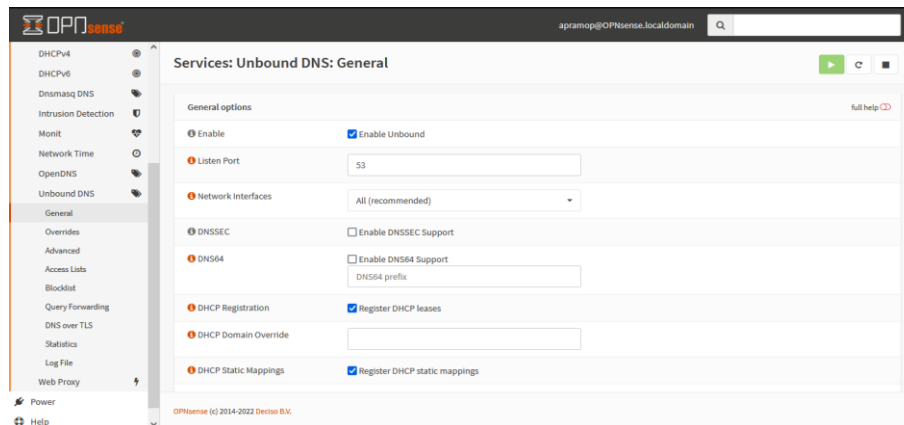 OPNsense
apramop@OPNsense.localdomain
DHCPv4
DHCPv6
Dnsmasq DNS
Intrusion Detection
Monit
Network Time
OpenDNS
Unbound DNS
General
Overrides
Advanced
Access Lists
Blocklist
Query Forwarding
DNS over TLS
Statistics
Log File
Web Proxy
Power
Help
Services: Unbound DNS: General
General options
full help
Enable
Enable Unbound
Listen Port
53
Network Interfaces
All (recommended)
DNSSEC
Enable DNSSEC Support
DNS64
Enable DNS64 Support
DNS64 prefix
DHCP Registration
Register DHCP leases
DHCP Domain Override
DHCP Static Mappings
Register DHCP static mappings
OPNsense (c) 2014-2022 Deciso B.V.